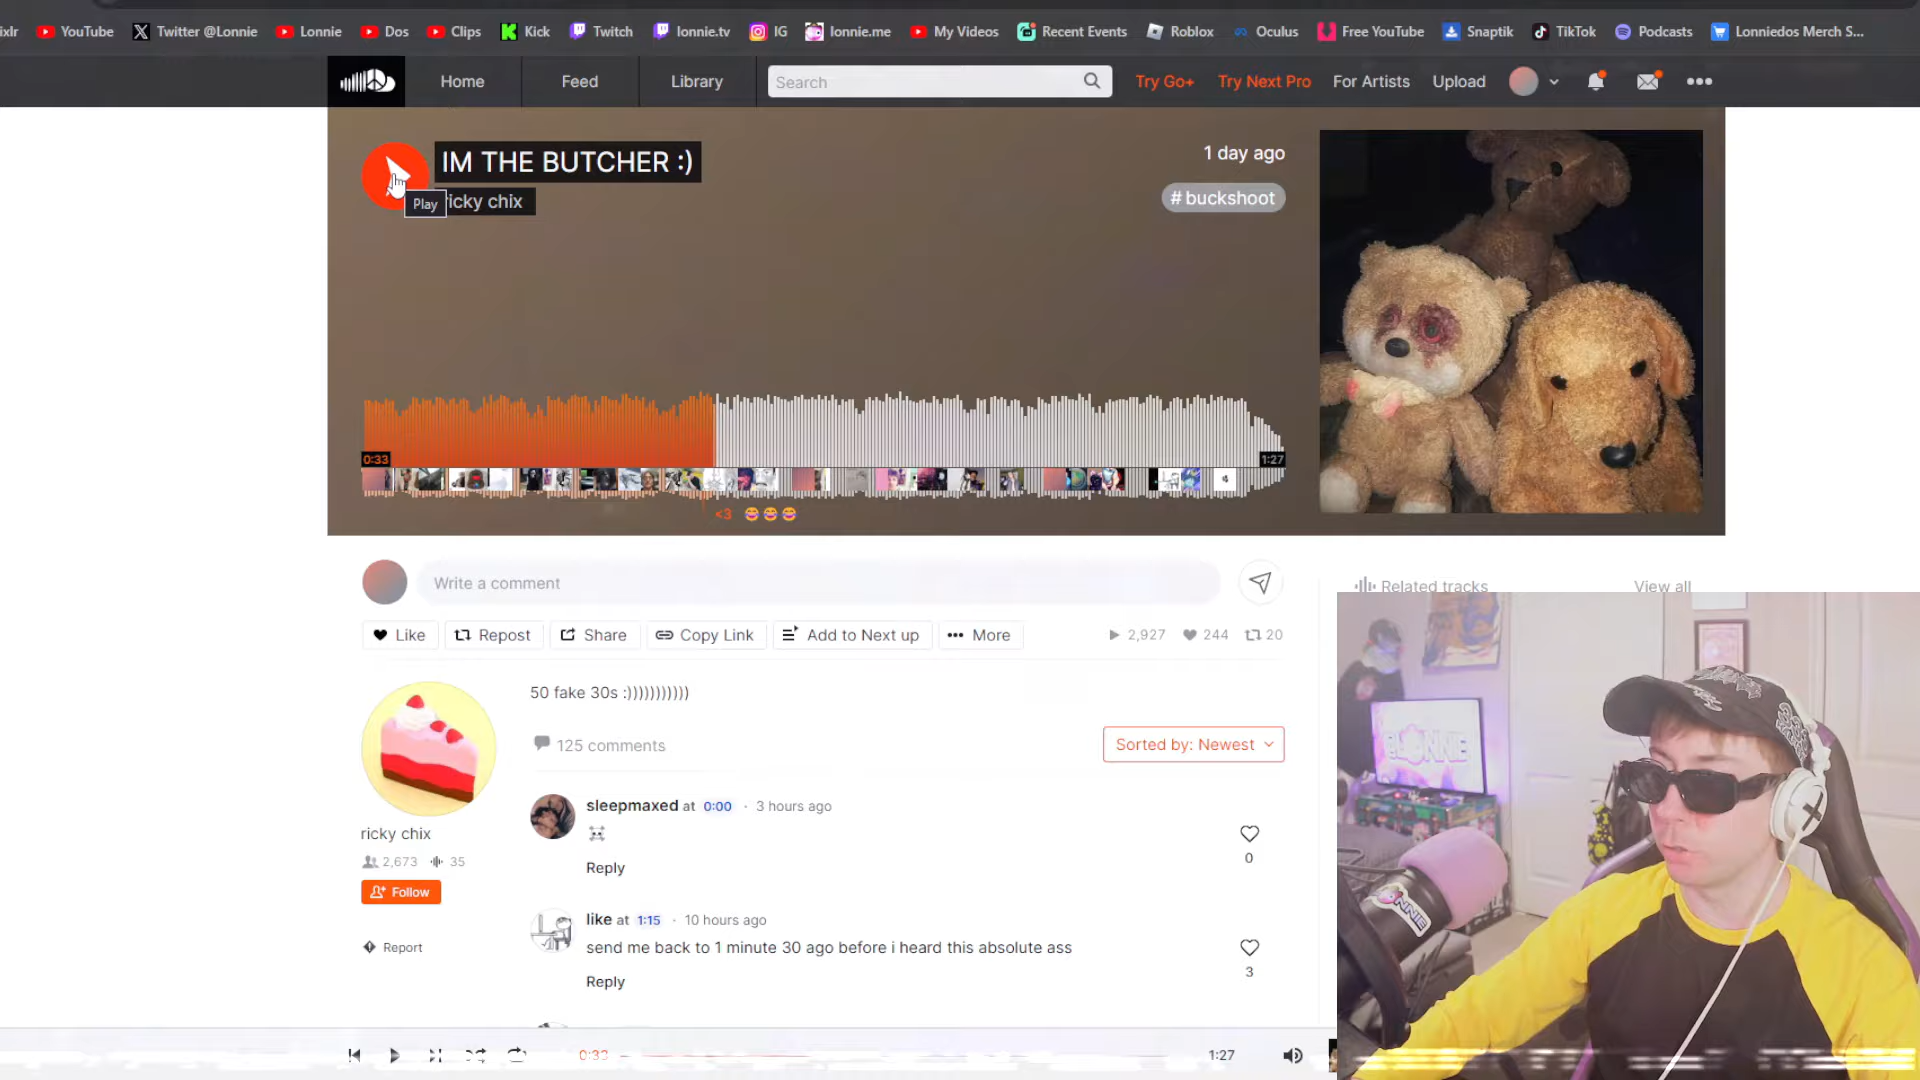 ixlr YouTube Twitter @Lonnie Lonnie Dos Clips Kick Twitch lonnie.tv IG lonnie.me My Videos Recent Events Roblox Oculus Free YouTube Snaptik TikTok Podcasts Lonniedos Merch S...
Home Feed Library Search Try Go+ Try Next Pro For Artists Upload
IM THE BUTCHER :)
1 day ago
ricky chix
Play
# buckshoot
0:33
1:27
<3 😂😂😂
Write a comment
Related tracks View all
Like Repost Share Copy Link Add to Next up More 2,927 244 20
50 fake 30s :)))))))))))
125 comments
Sorted by: Newest
sleepmaxed at 0:00 · 3 hours ago
☠️
0
Reply
ricky chix
2,673 35
Follow
like at 1:15 · 10 hours ago
send me back to 1 minute 30 ago before i heard this absolute ass
3
Reply
Report
0:33
1:27
LONNIE